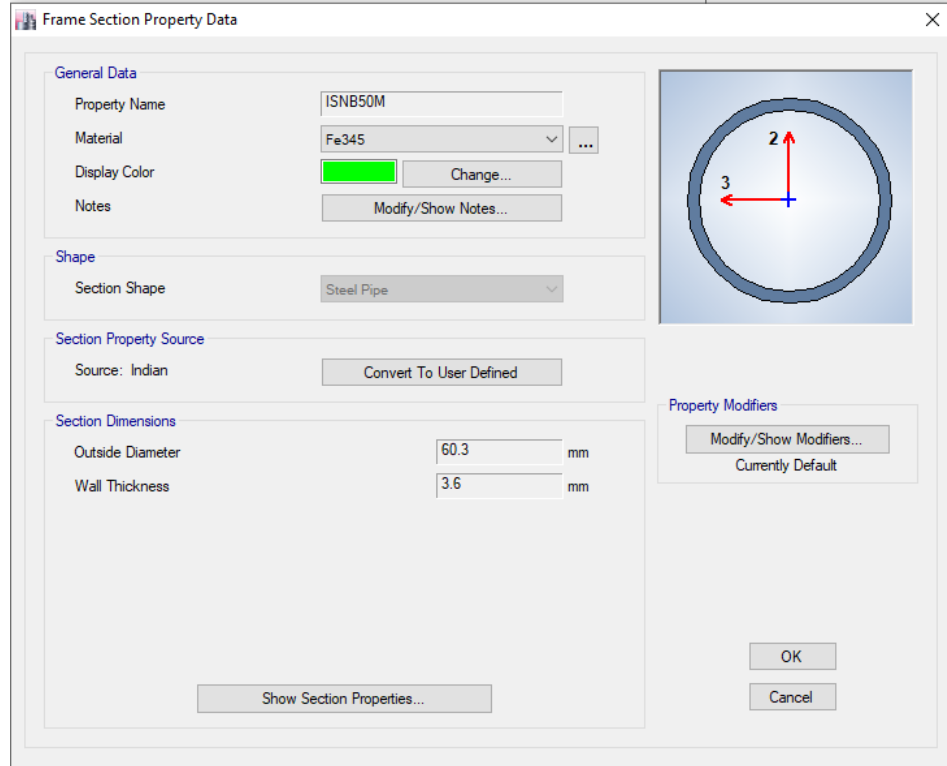 Frame Section Property Data
General Data
Property Name ISNB50M
Material Fe345 ...
Display Color Change...
Notes Modify/Show Notes...
2
3
Shape
Section Shape Steel Pipe
Section Property Source
Source: Indian Convert To User Defined
Section Dimensions
Outside Diameter 60.3 mm
Wall Thickness 3.6 mm
Show Section Properties...
Property Modifiers
Modify/Show Modifiers...
Currently Default
OK
Cancel